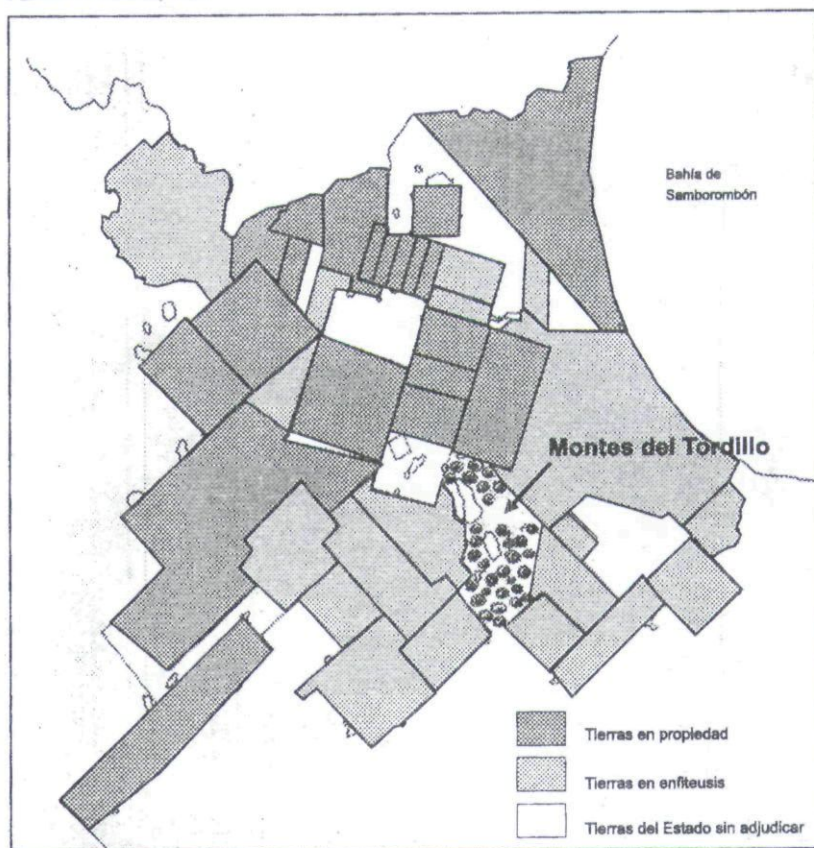 Bahía de
Samborombón
Montes del Tordillo
Tierras en propiedad
Tierras en enfiteusis
Tierras del Estado sin adjudicar